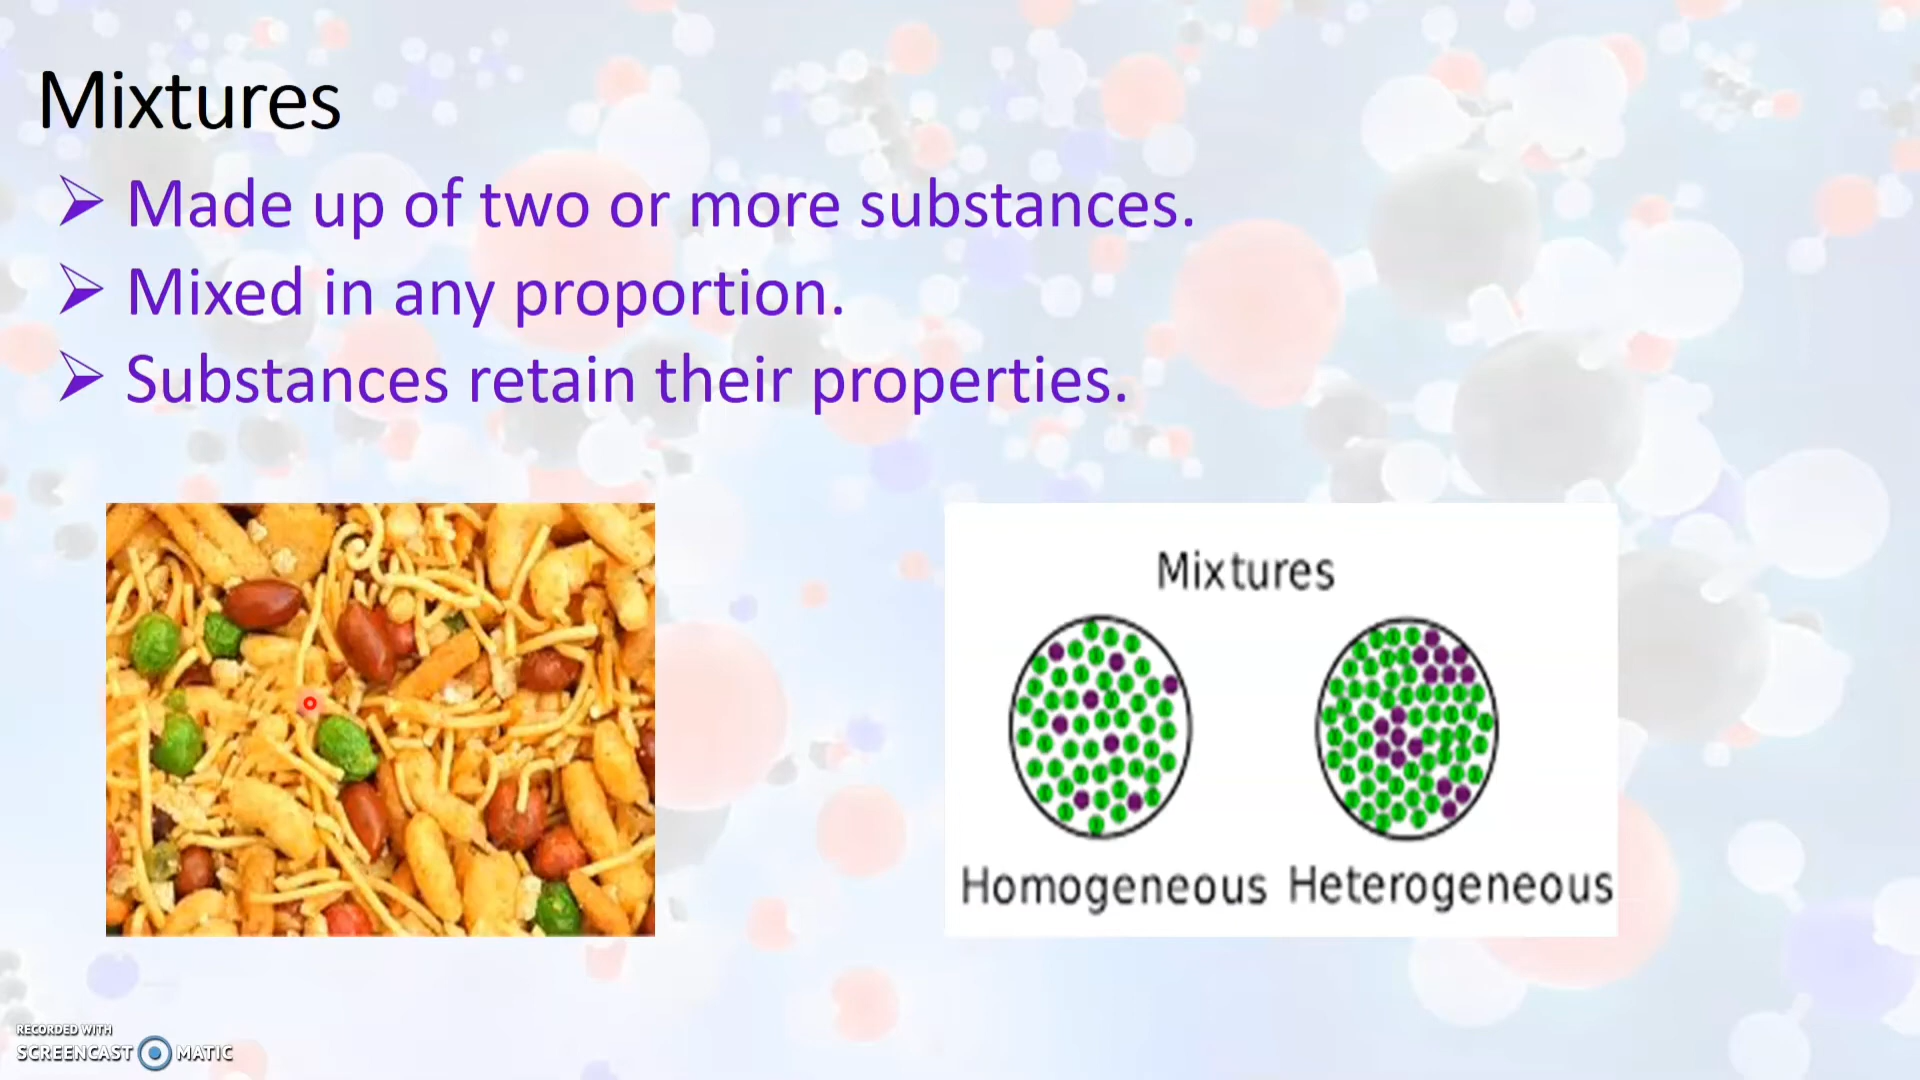 Mixtures
Made up of two or more substances.
Mixed in any proportion.
Substances retain their properties.
Mixtures
Homogeneous Heterogeneous
RECORDED WITH
SCREENCAST MATIC